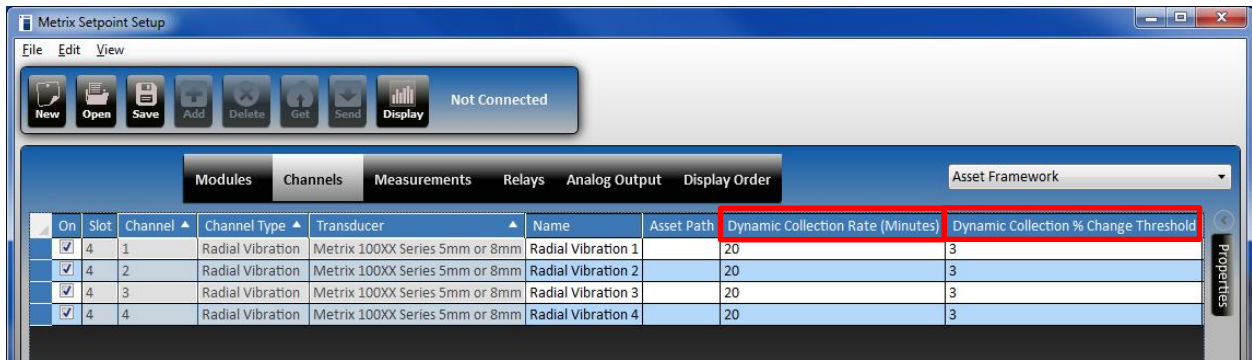 Metrix Setpoint Setup
File Edit View
New Open Save Add Delete Get Send Display Not Connected
Modules Channels Measurements Relays Analog Output Display Order Asset Framework
On Slot Channel Channel Type Transducer Name Asset Path Dynamic Collection Rate (Minutes) Dynamic Collection % Change Threshold
4 1 Radial Vibration Metrix 100XX Series 5mm or 8mm Radial Vibration 1 20 3
4 2 Radial Vibration Metrix 100XX Series 5mm or 8mm Radial Vibration 2 20 3
4 3 Radial Vibration Metrix 100XX Series 5mm or 8mm Radial Vibration 3 20 3
4 4 Radial Vibration Metrix 100XX Series 5mm or 8mm Radial Vibration 4 20 3
Properties